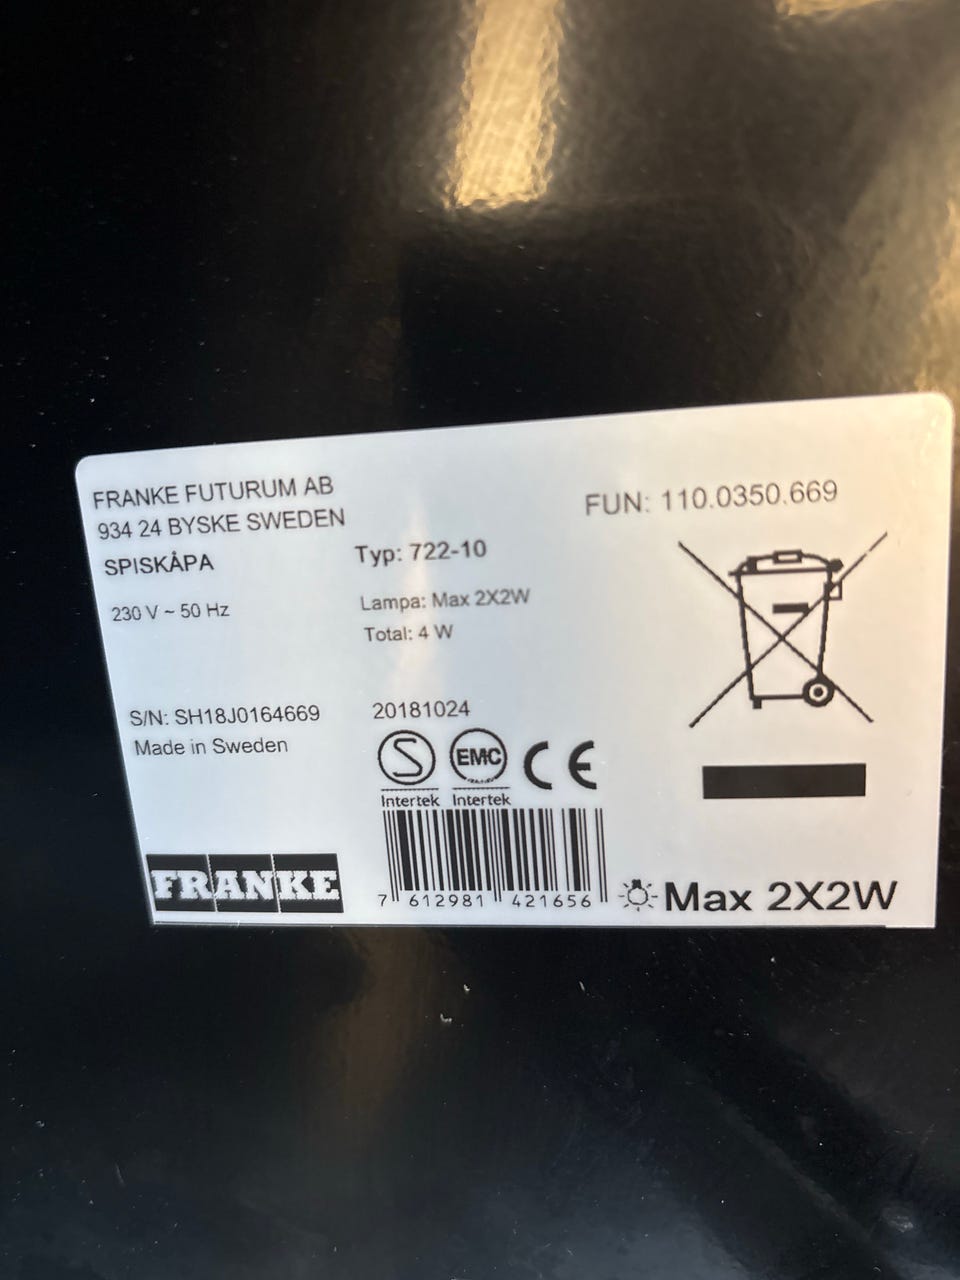 FRANKE FUTURUM AB
934 24 BYSKE SWEDEN
FUN: 110.0350.669
SPISKÅPA
Typ: 722-10
230 V ~ 50 Hz
Lampa: Max 2X2W
Total: 4 W
S/N: SH18J0164669
20181024
Made in Sweden
S
EMC
CE
Intertek
Intertek
FRANKE
7 612981 421656
Max 2X2W